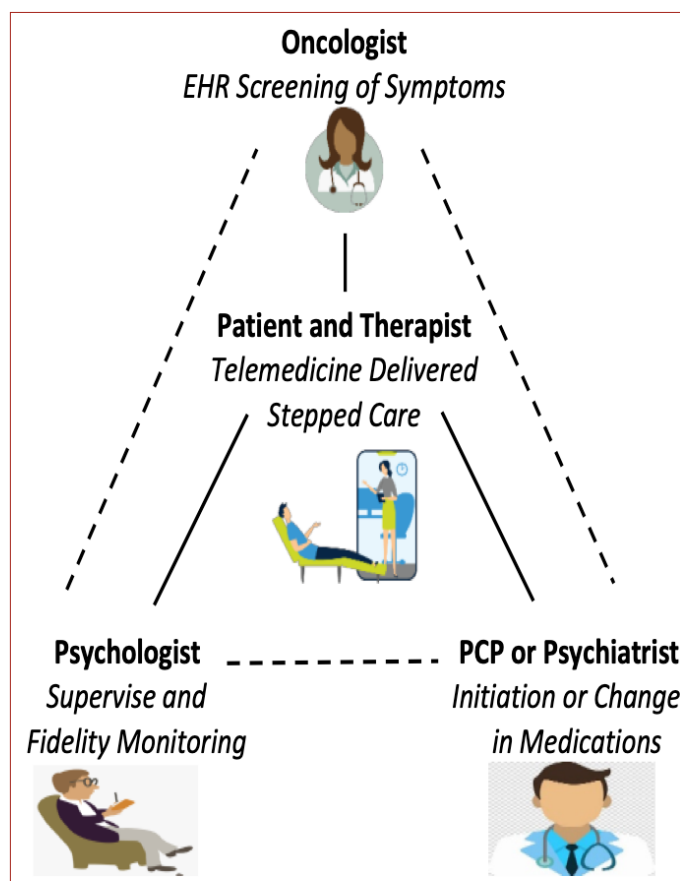 Oncologist
EHR Screening of Symptoms
Patient and Therapist
Telemedicine Delivered
Stepped Care
Psychologist
Supervise and
Fidelity Monitoring
PCP or Psychiatrist
Initiation or Change
in Medications